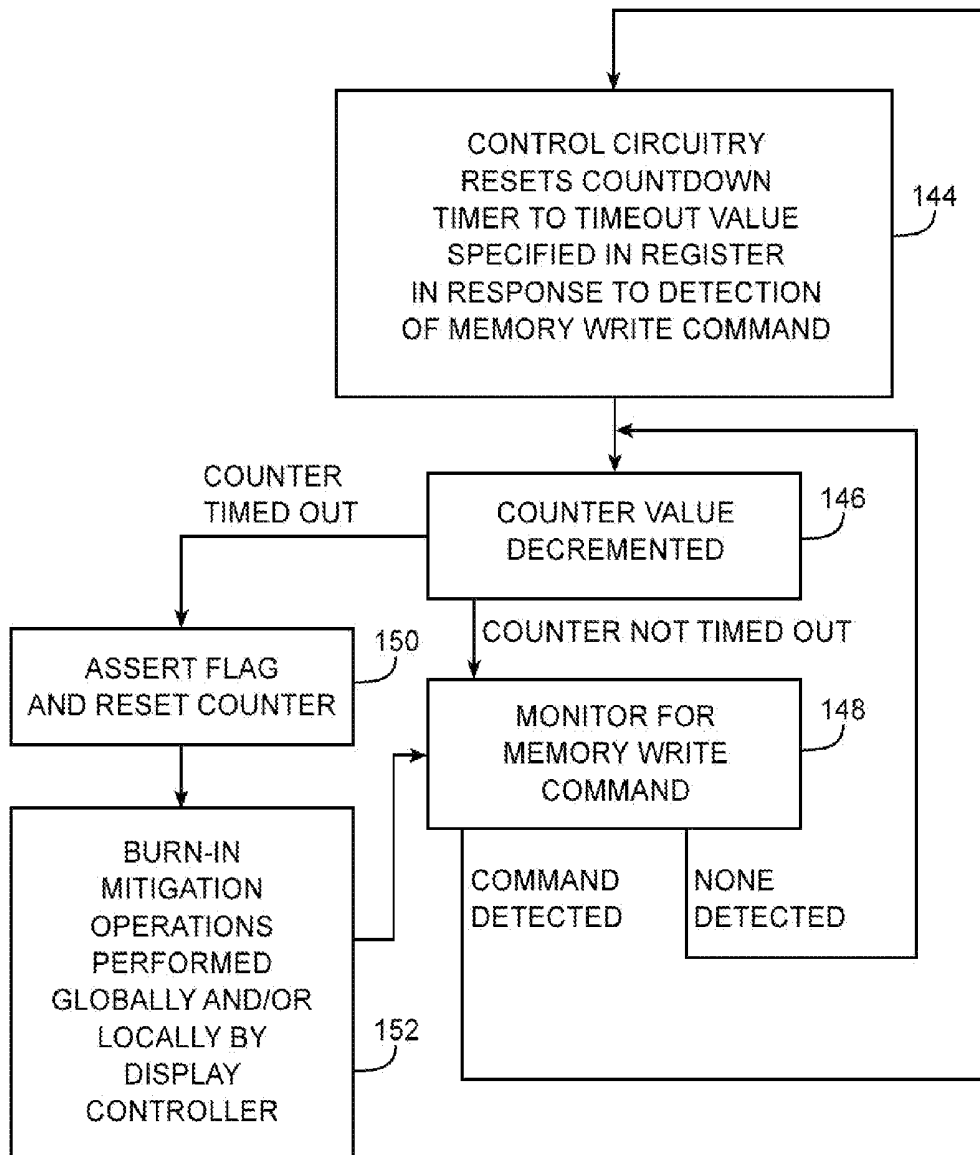 CONTROL CIRCUITRY
RESETS COUNTDOWN
TIMER TO TIMEOUT VALUE
SPECIFIED IN REGISTER
IN RESPONSE TO DETECTION
OF MEMORY WRITE COMMAND
144
COUNTER
TIMED OUT
COUNTER VALUE
DECREMENTED
146
COUNTER NOT TIMED OUT
ASSERT FLAG
AND RESET COUNTER
150
MONITOR FOR
MEMORY WRITE
COMMAND
148
BURN-IN
MITIGATION
OPERATIONS
PERFORMED
GLOBALLY AND/OR
LOCALLY BY
DISPLAY
CONTROLLER
152
COMMAND
DETECTED
NONE
DETECTED